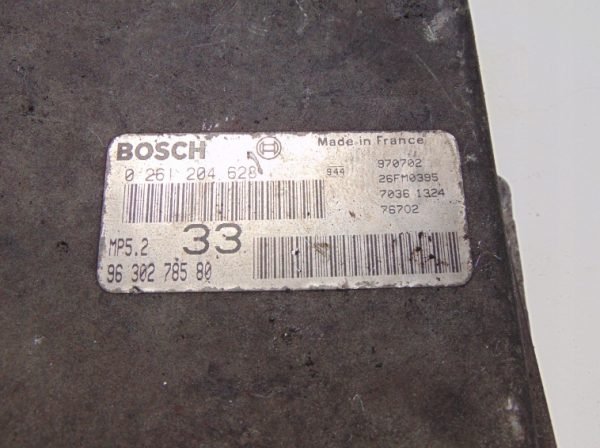 BOSCH Made in France
0 261 204 628 944 970702
26FM0395
7036 1324
76702
MP5.2 33
96 302 785 80